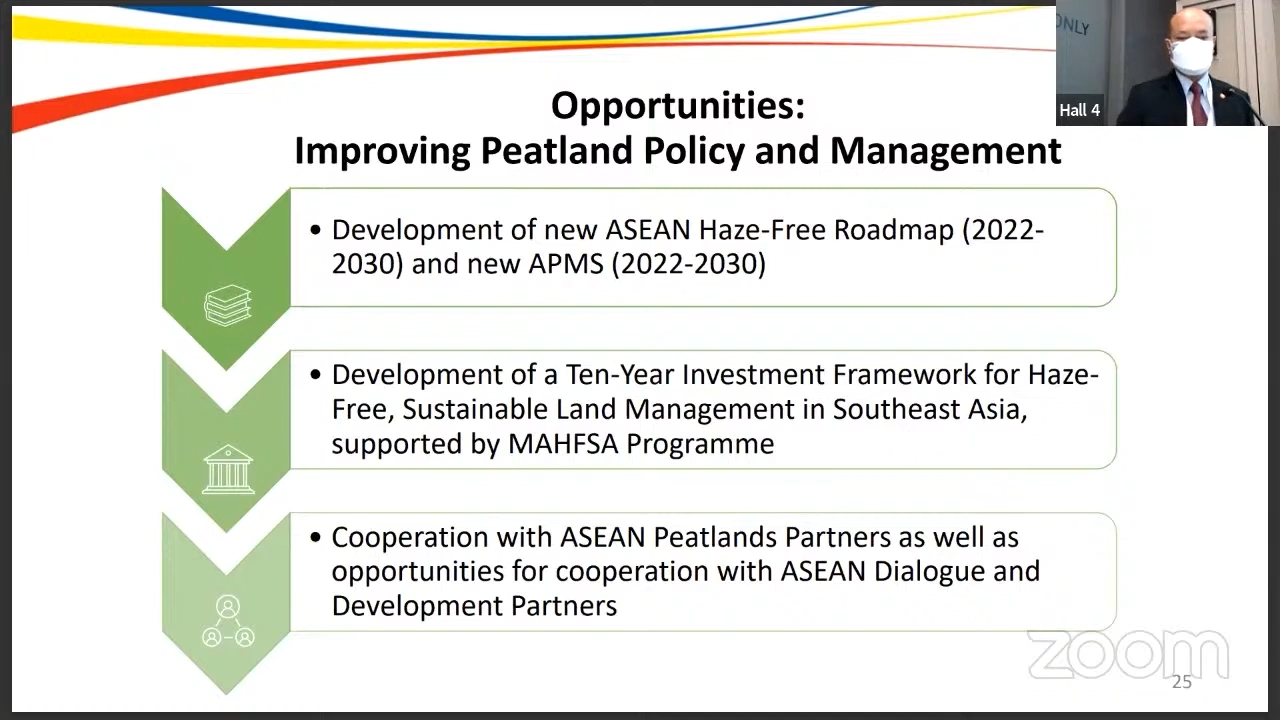 ONLY
Hall 4
Opportunities:
Improving Peatland Policy and Management
• Development of new ASEAN Haze-Free Roadmap (2022-
2030) and new APMS (2022-2030)
• Development of a Ten-Year Investment Framework for Haze-
Free, Sustainable Land Management in Southeast Asia,
supported by MAHFSA Programme
• Cooperation with ASEAN Peatlands Partners as well as
opportunities for cooperation with ASEAN Dialogue and
Development Partners
zoom
25